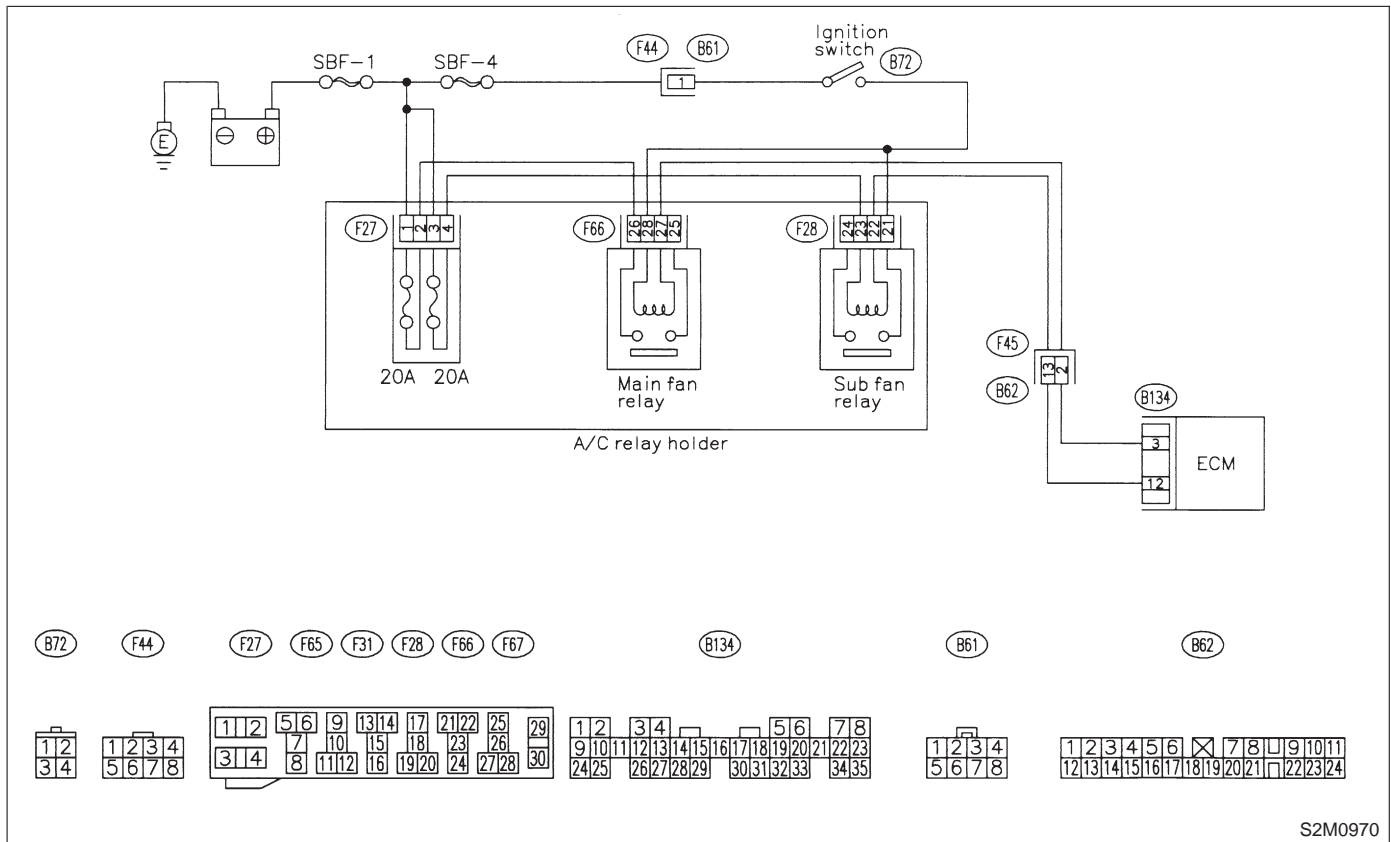 Ignition
switch
F44 B61
B72
SBF-1 SBF-4
1
E
⊖ ⊕
F27 1 2 3 4
F66 26 28 27 25
F28 24 23 22 21
20A 20A
Main fan
relay
Sub fan
relay
A/C relay holder
F45
13 2
B62
B134
3
12
ECM
B72 F44 F27 F65 F31 F28 F66 F67 B134 B61 B62
1 2
3 4
1 2 3 4
5 6 7 8
1 2 5 6 9 13 14 17 21 22 25 29
7 10 15 18 23 26
3 4 8 11 12 16 19 20 24 27 28 30
1 2 3 4 5 6 7 8
9 10 11 12 13 14 15 16 17 18 19 20 21 22 23
24 25 26 27 28 29 30 31 32 33 34 35
1 2 3 4
5 6 7 8
1 2 3 4 5 6 7 8 9 10 11
12 13 14 15 16 17 18 19 20 21 22 23 24
S2M0970